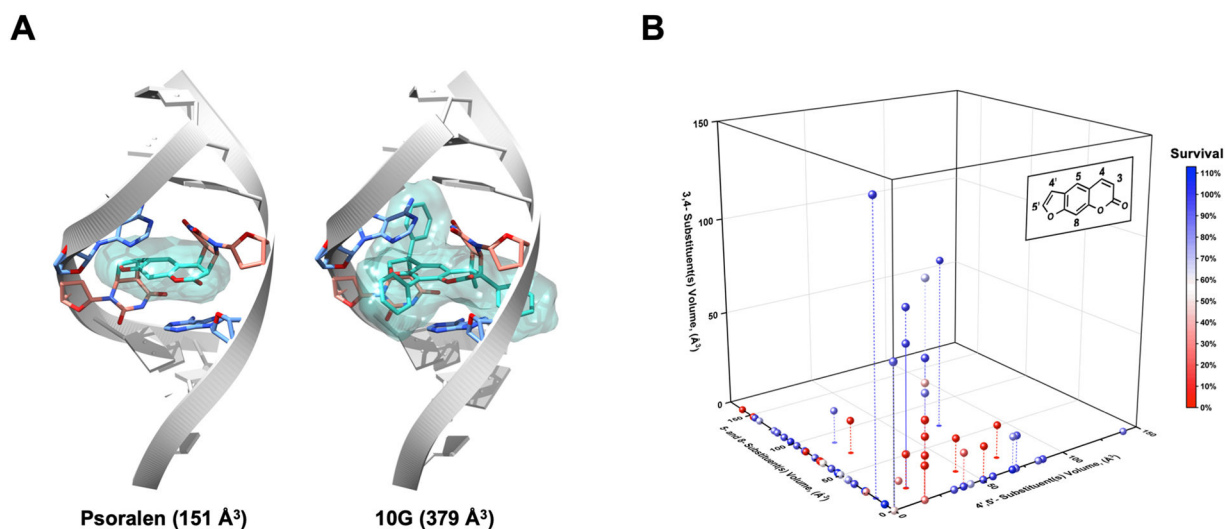 A
B
Psoralen (151 Å³)
10G (379 Å³)
150
100
50
0
3,4- Substituent(s) Volume, (Å³)
150
100
50
0
5- and 8- Substituent(s) Volume, (Å³)
0
50
100
150
4',5'- Substituent(s) Volume, (Å³)
4' 5 4 3
5'
O O O
8
Survival
110%
100%
90%
80%
70%
60%
50%
40%
30%
20%
10%
0%